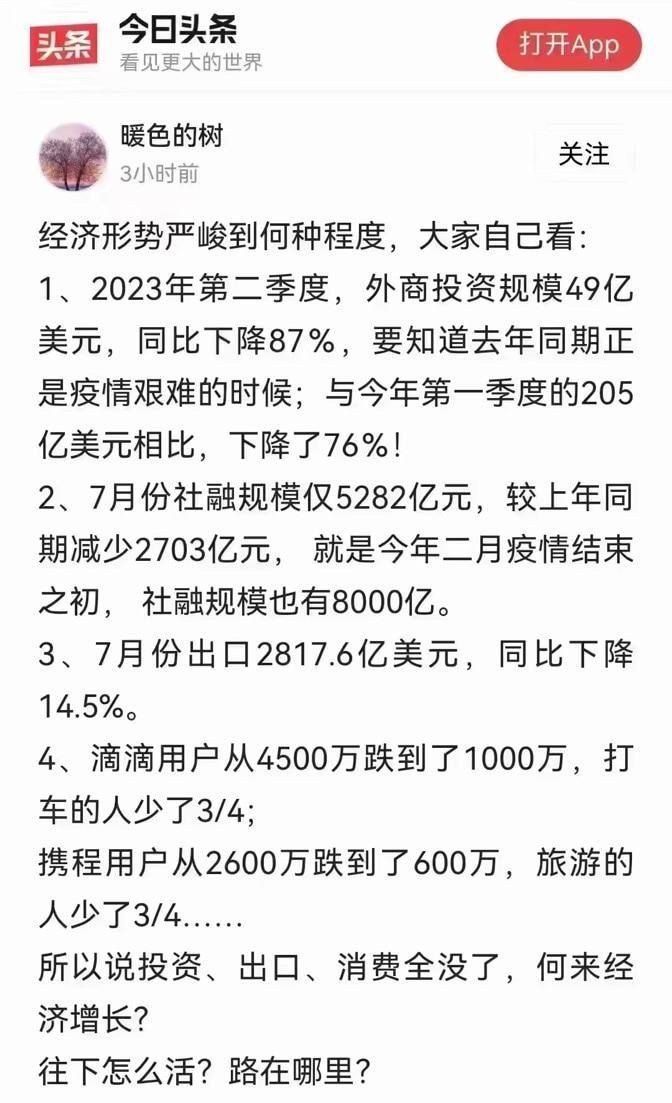 头条
今日头条
看见更大的世界
打开App
暖色的树
3小时前
关注
经济形势严峻到何种程度，大家自己看：
1、2023年第二季度，外商投资规模49亿
美元，同比下降87%，要知道去年同期正
是疫情艰难的时候；与今年第一季度的205
亿美元相比，下降了76%！
2、7月份社融规模仅5282亿元，较上年同
期减少2703亿元， 就是今年二月疫情结束
之初， 社融规模也有8000亿。
3、7月份出口2817.6亿美元，同比下降
14.5%。
4、滴滴用户从4500万跌到了1000万，打
车的人少了3/4；
携程用户从2600万跌到了600万，旅游的
人少了3/4……
所以说投资、出口、消费全没了，何来经
济增长？
往下怎么活？路在哪里？